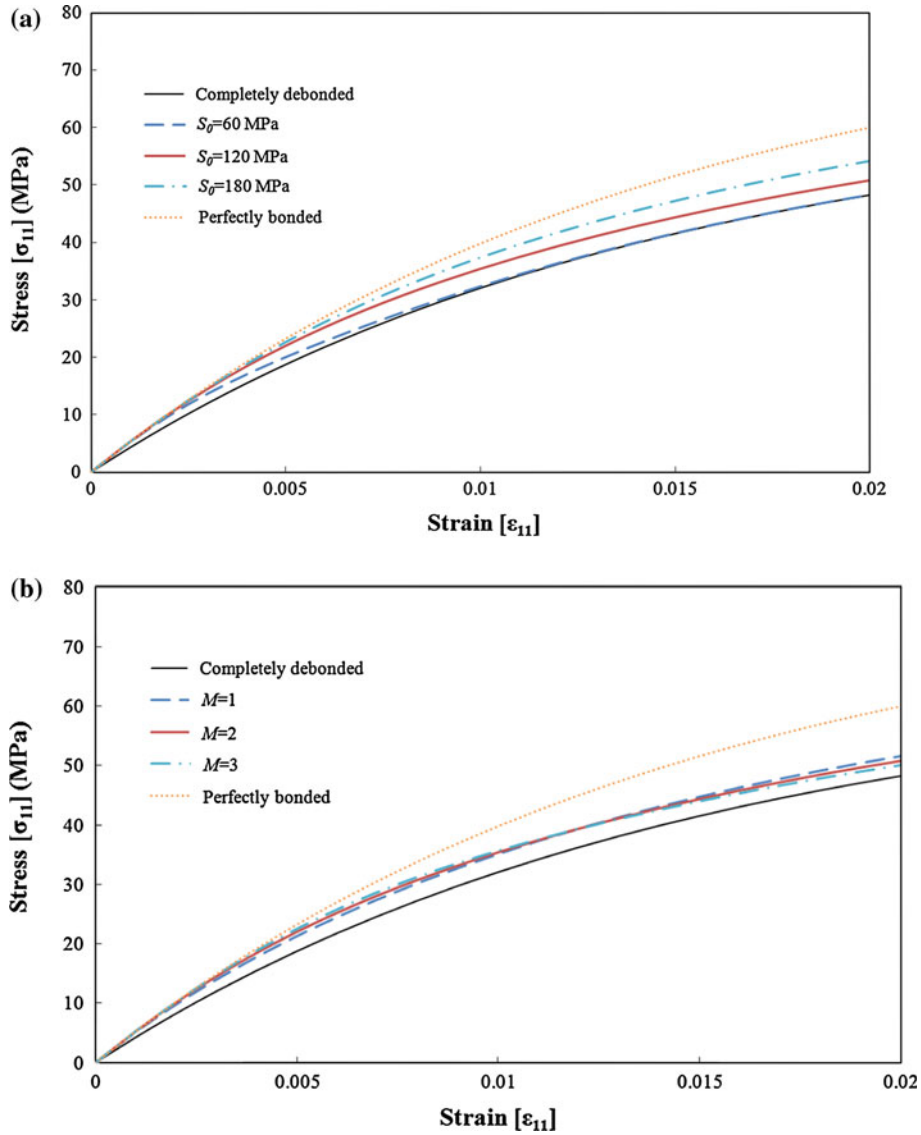 (a)
80
70
60
50
40
30
20
10
0
Stress [σ11] (MPa)
Completely debonded
S0=60 MPa
S0=120 MPa
S0=180 MPa
Perfectly bonded
0 0.005 0.01 0.015 0.02
Strain [ε11]
(b)
80
70
60
50
40
30
20
10
0
Stress [σ11] (MPa)
Completely debonded
M=1
M=2
M=3
Perfectly bonded
0 0.005 0.01 0.015 0.02
Strain [ε11]